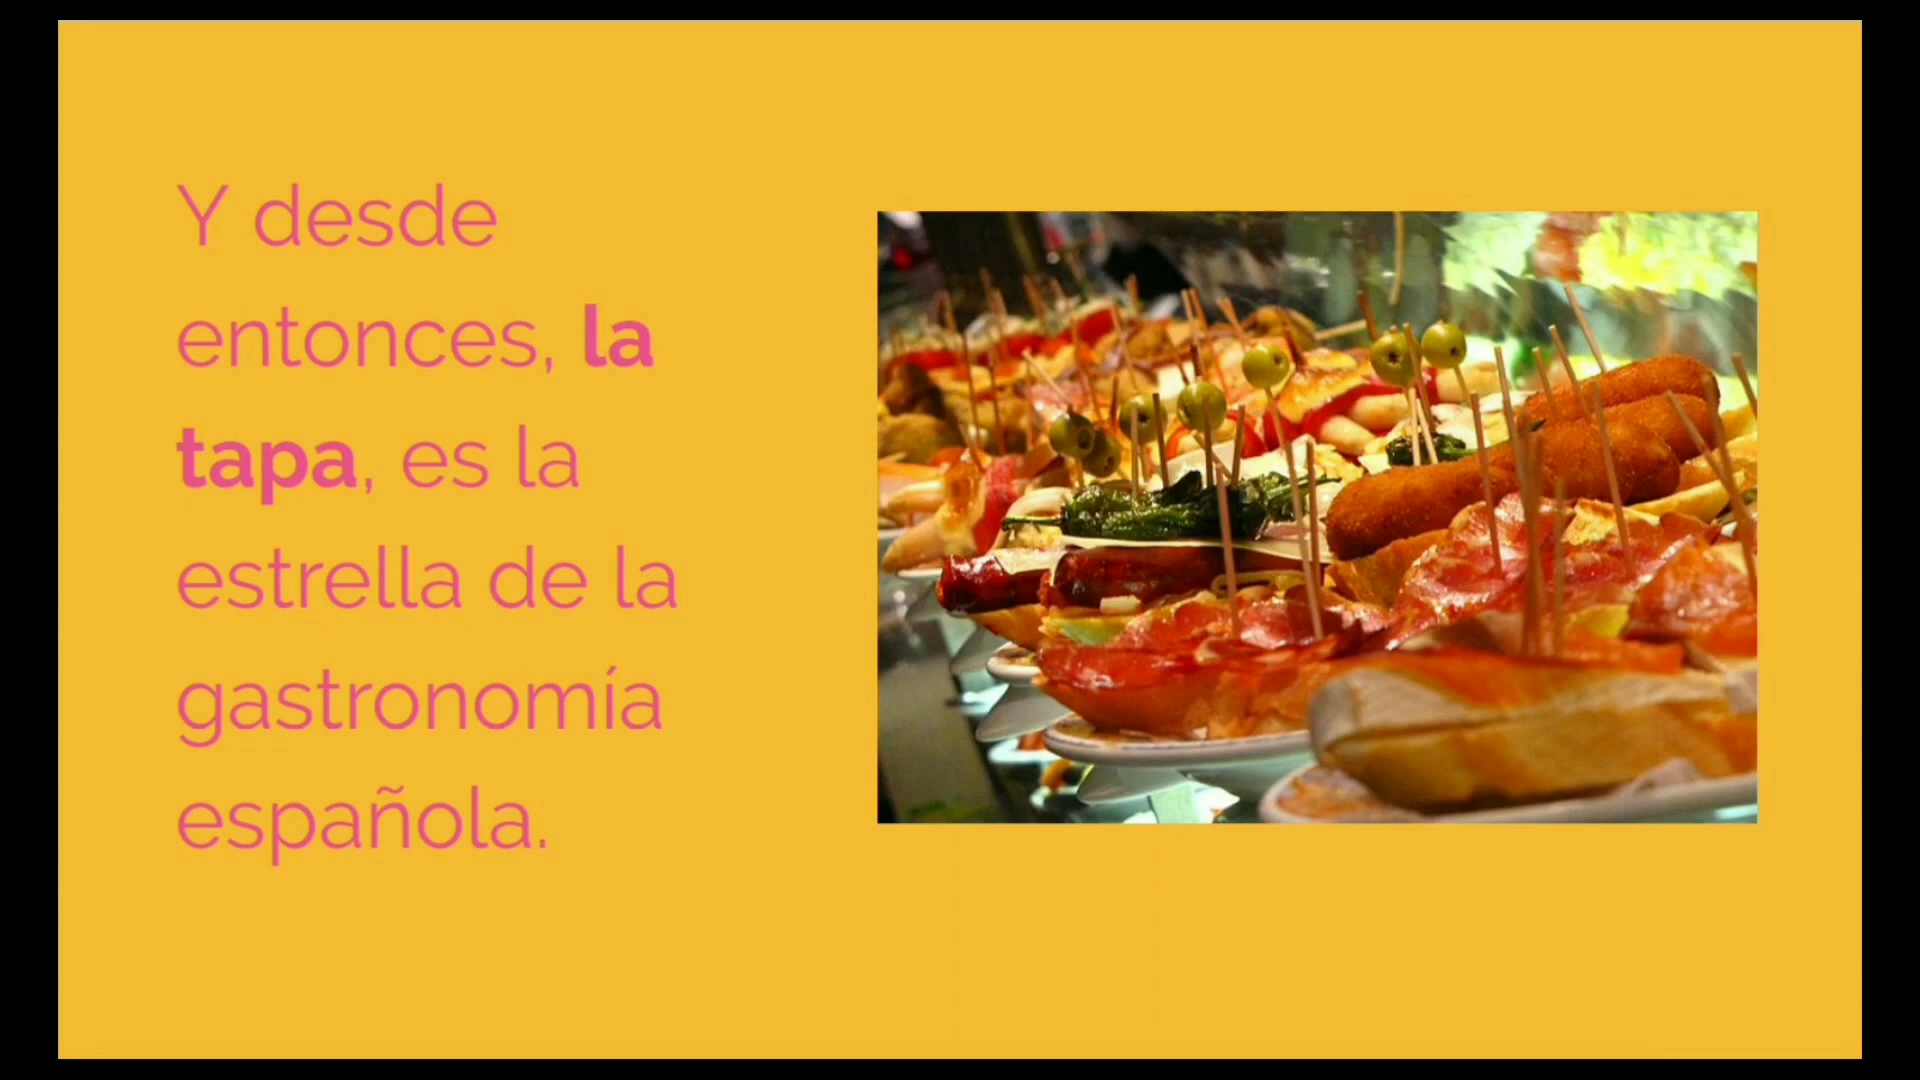 Y desde
entonces, la
tapa, es la
estrella de la
gastronomía
española.